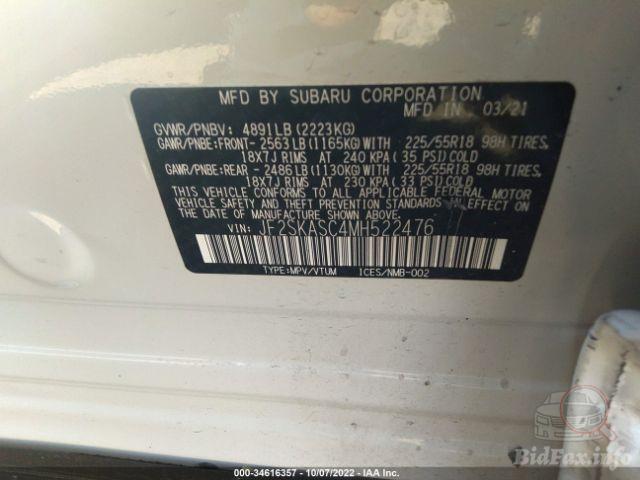 MFD BY SUBARU CORPORATION
MFD IN 03/21
GVWR/PNBV: 4891LB(2223KG)
GAWR/PNBE:FRONT-2563LB(1165KG)WITH 225/55R18 98H TIRES,
18X7J RIMS AT 240 KPA(35 PSI)COLD
GAWR/PNBE:REAR -2486LB(1130KG)WITH 225/55R18 98H TIRES,
18X7J RIMS AT 230 KPA(33 PSI)COLD
THIS VEHICLE CONFORMS TO ALL APPLICABLE FEDERAL MOTOR
VEHICLE SAFETY AND THEFT PREVENTION STANDARDS IN
EFFECT ON THE DATE OF MANUFACTURE SHOWN ABOVE.
VIN: JF2SKASC4MH522476
TYPE:MPV/VTUM ICES/NMB-002
BidFax.info
000-34616357 - 10/07/2022 - IAA Inc.